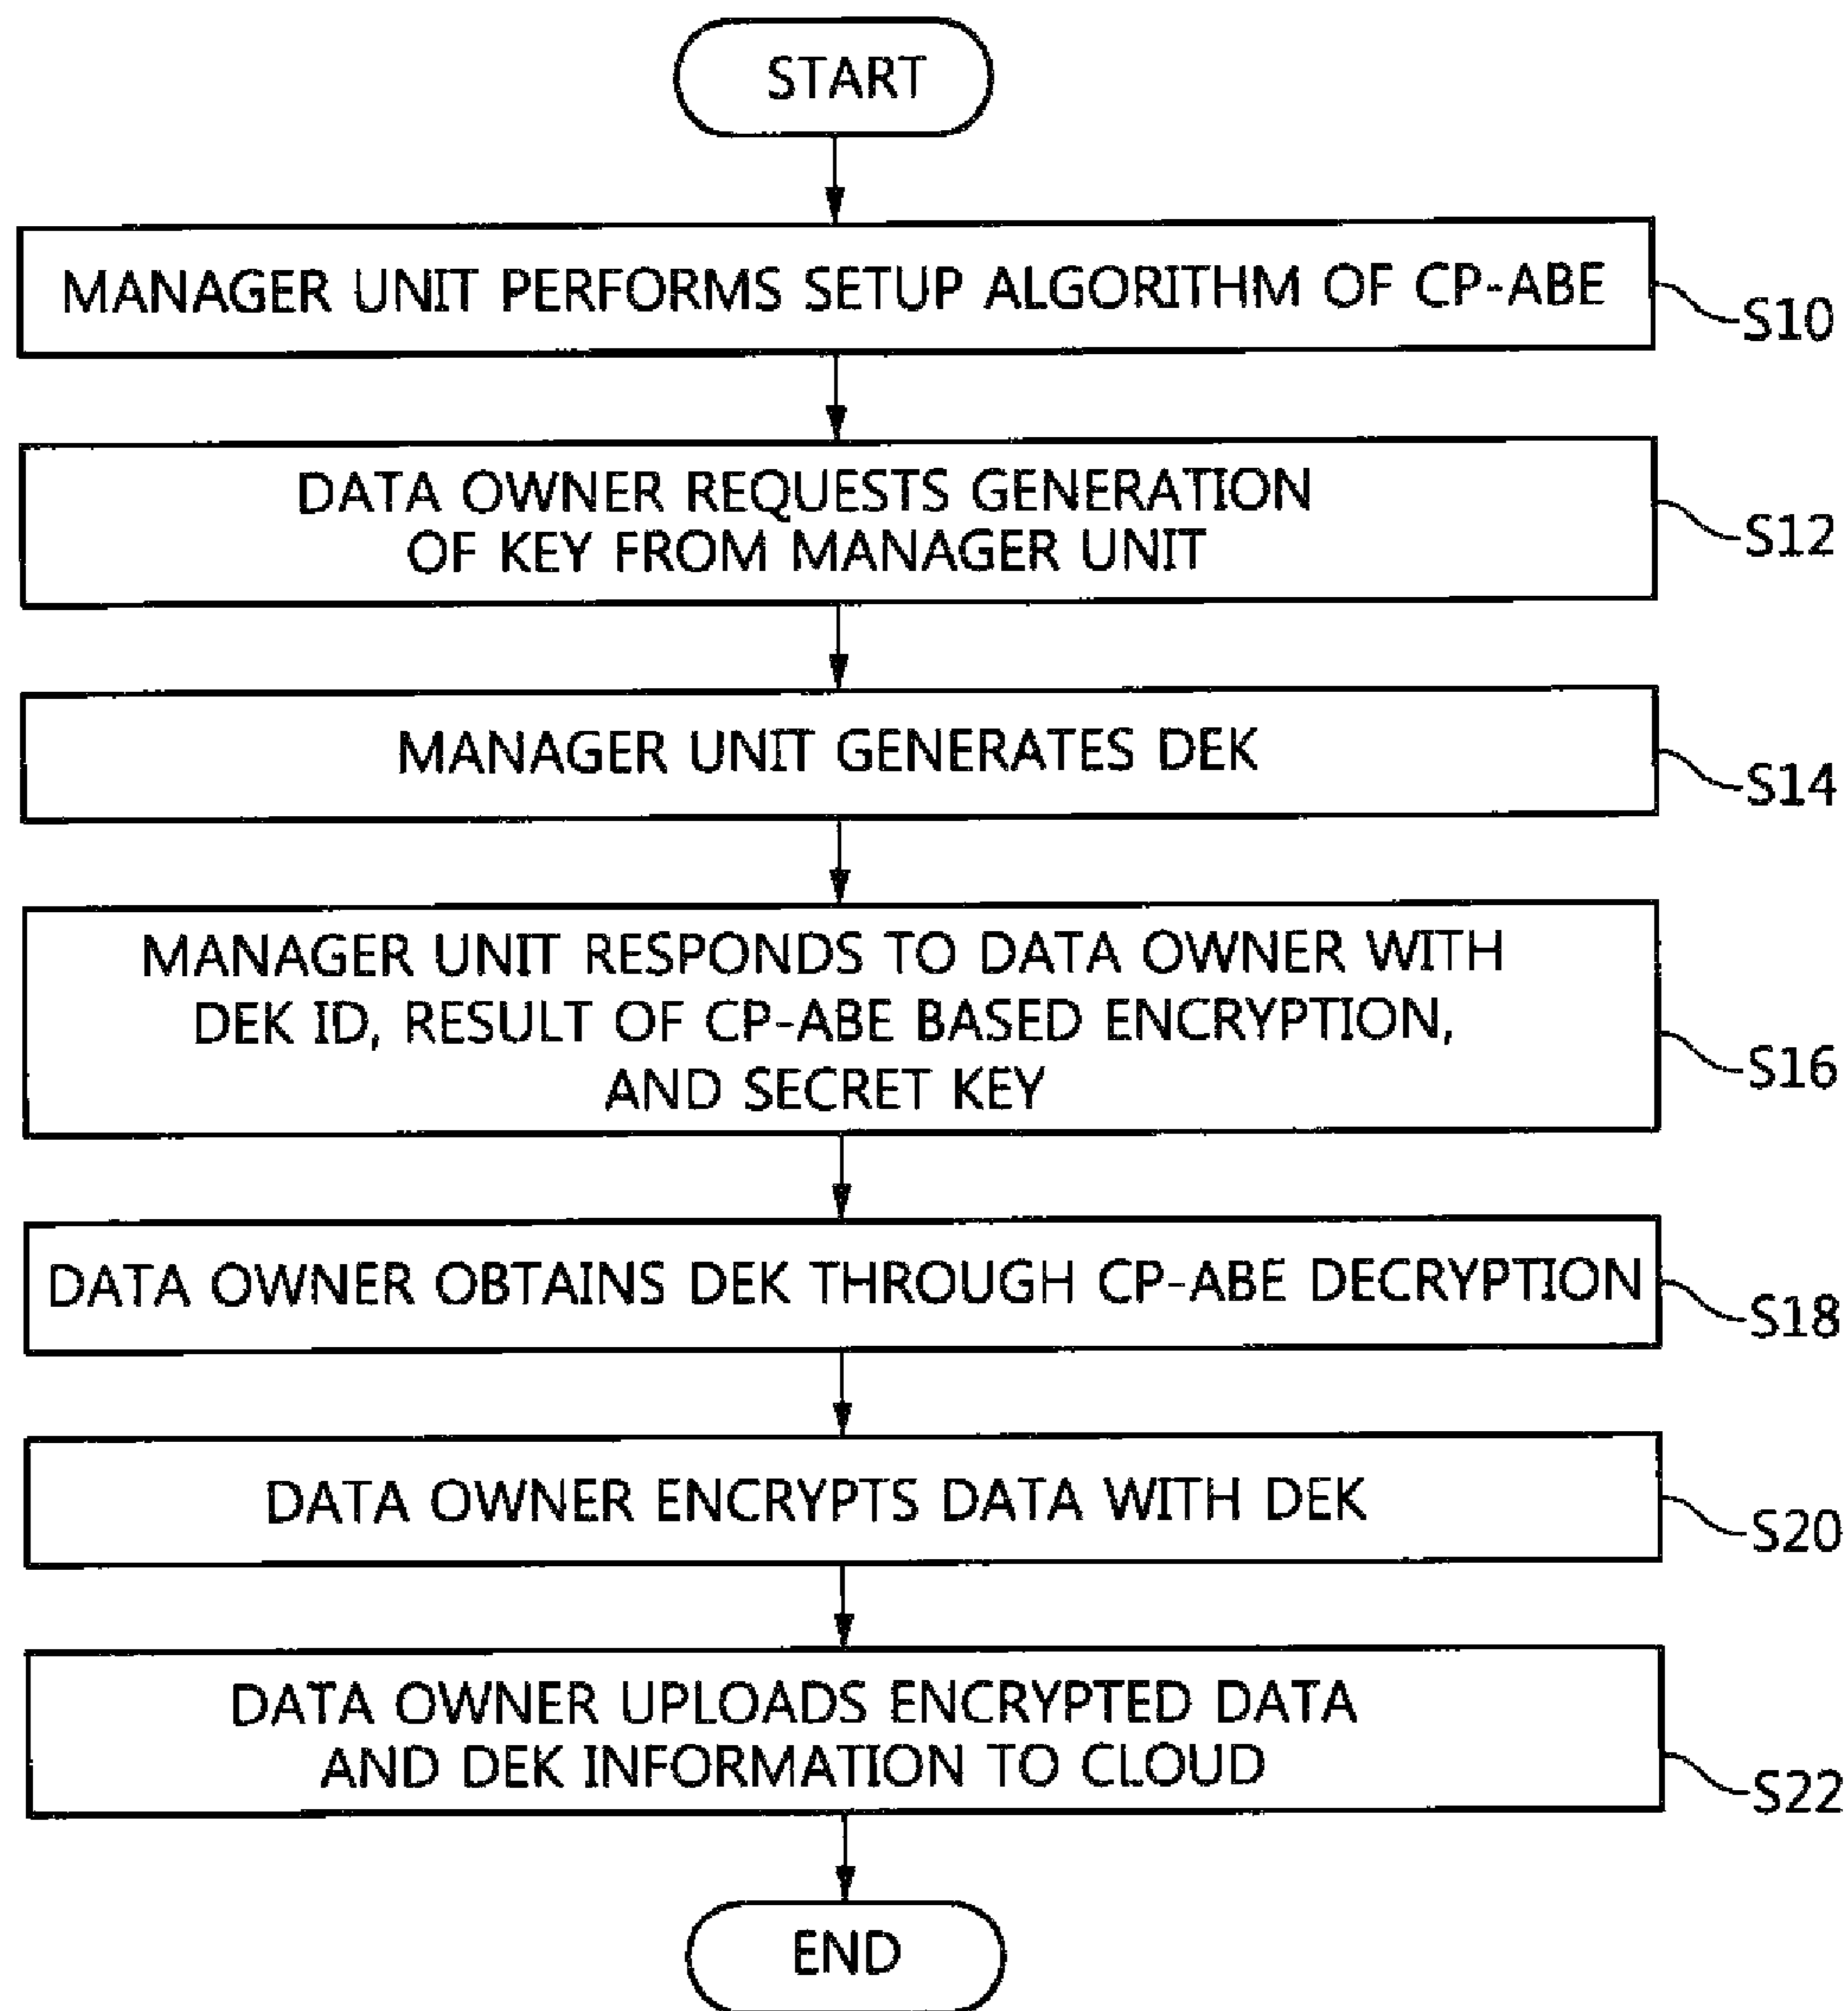 START
MANAGER UNIT PERFORMS SETUP ALGORITHM OF CP-ABE
S10
DATA OWNER REQUESTS GENERATION
OF KEY FROM MANAGER UNIT
S12
MANAGER UNIT GENERATES DEK
S14
MANAGER UNIT RESPONDS TO DATA OWNER WITH
DEK ID, RESULT OF CP-ABE BASED ENCRYPTION,
AND SECRET KEY
S16
DATA OWNER OBTAINS DEK THROUGH CP-ABE DECRYPTION
S18
DATA OWNER ENCRYPTS DATA WITH DEK
S20
DATA OWNER UPLOADS ENCRYPTED DATA
AND DEK INFORMATION TO CLOUD
S22
END